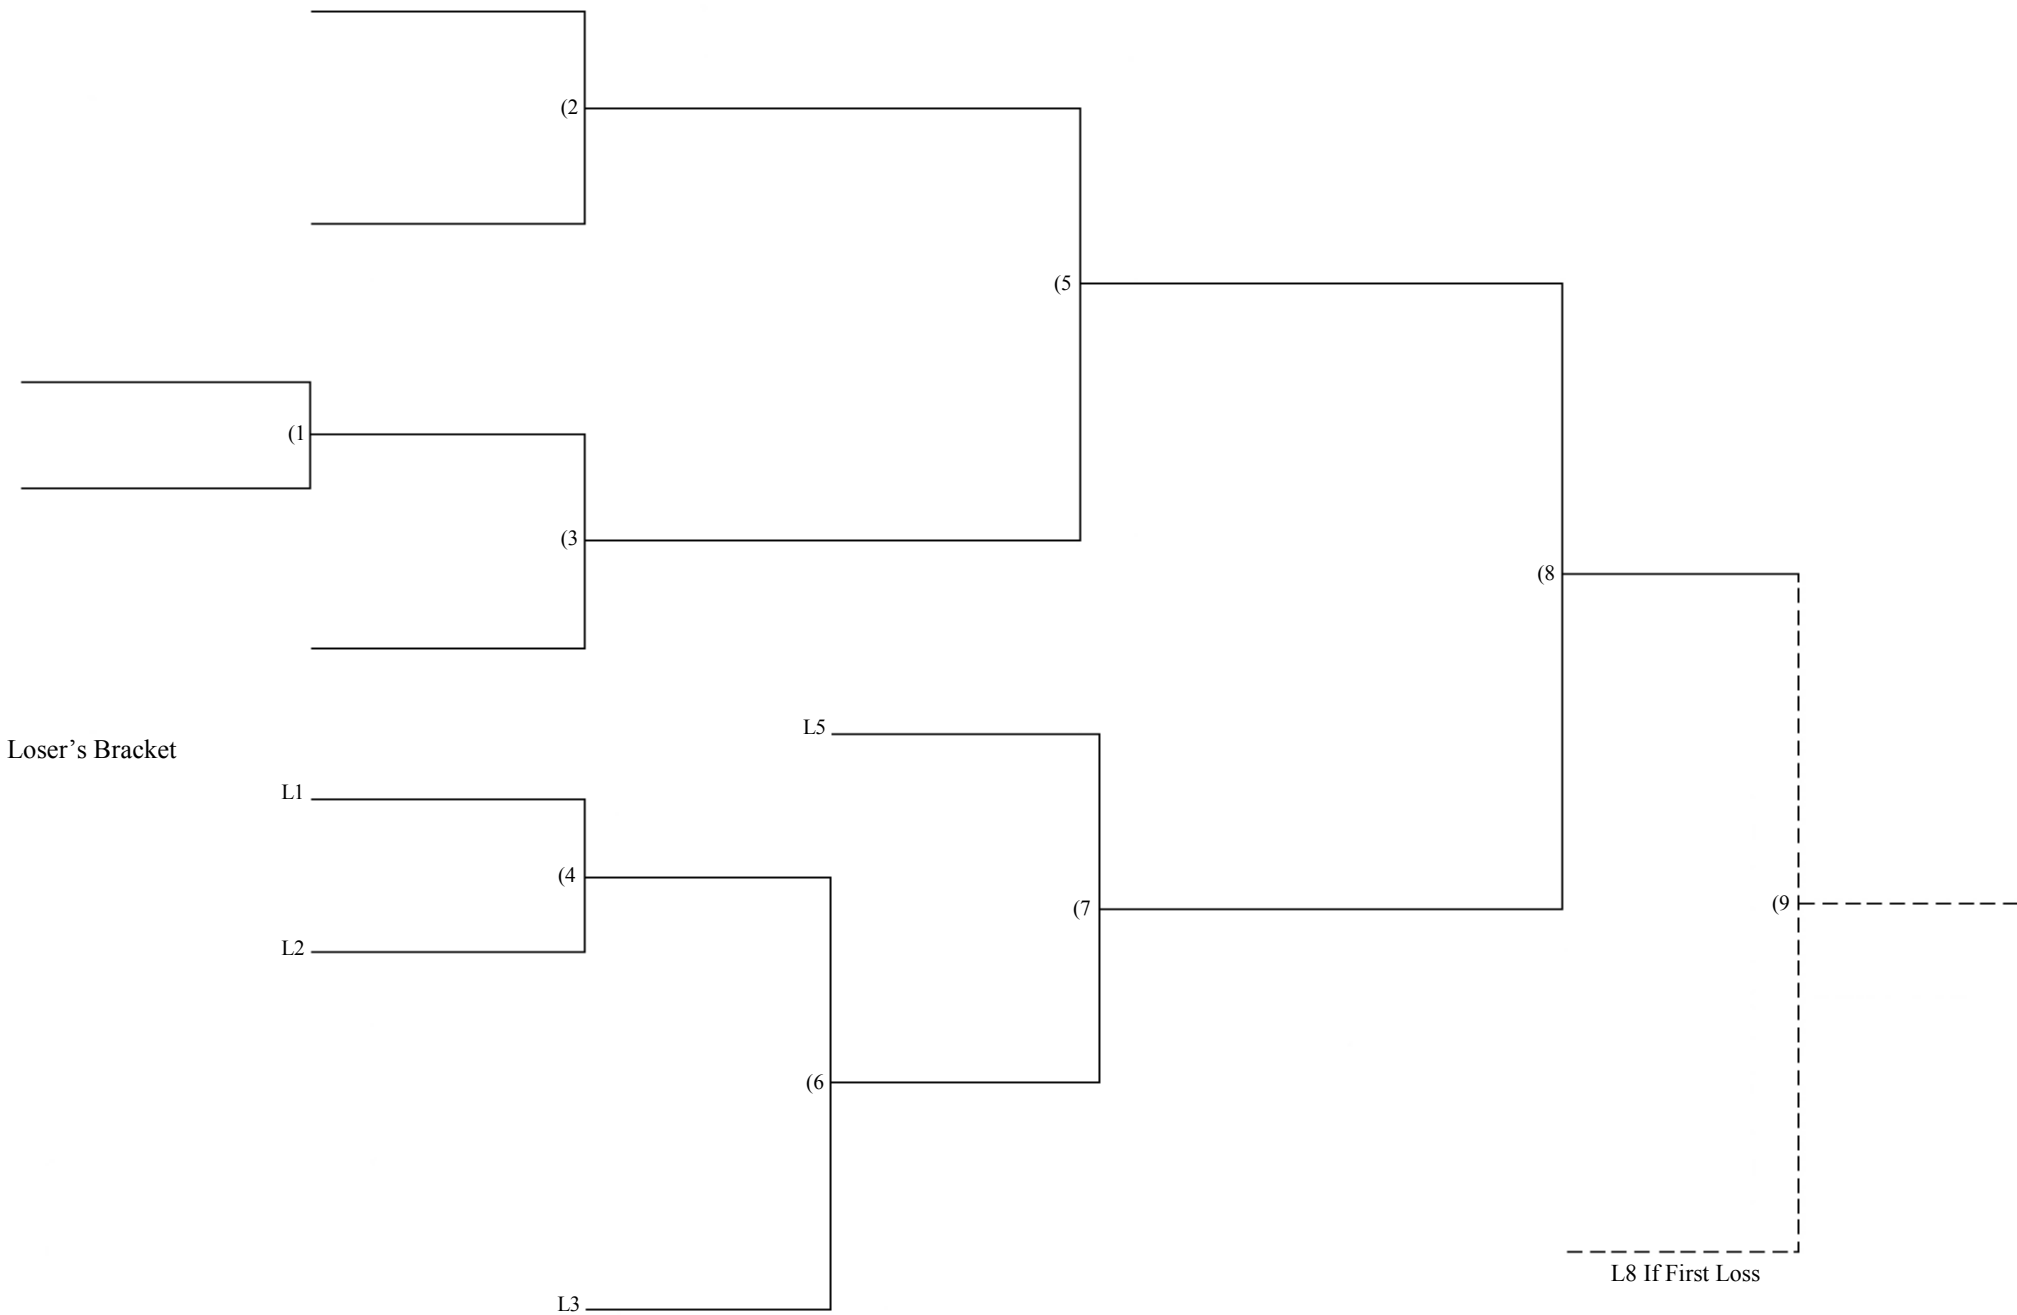 (2
(5
(1
(3
(8
L5
Loser’s Bracket
L1
(4
(9
(7
L2
(6
L8 If First Loss
L3